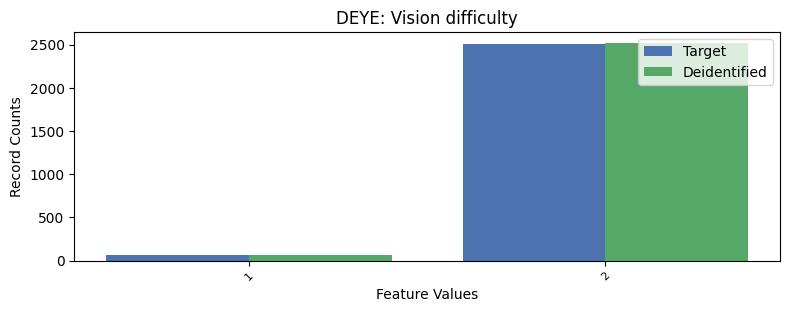 DEYE: Vision difficulty
Target
Deidentified
Record Counts
2500
2000
1500
1000
500
0
1
2
Feature Values